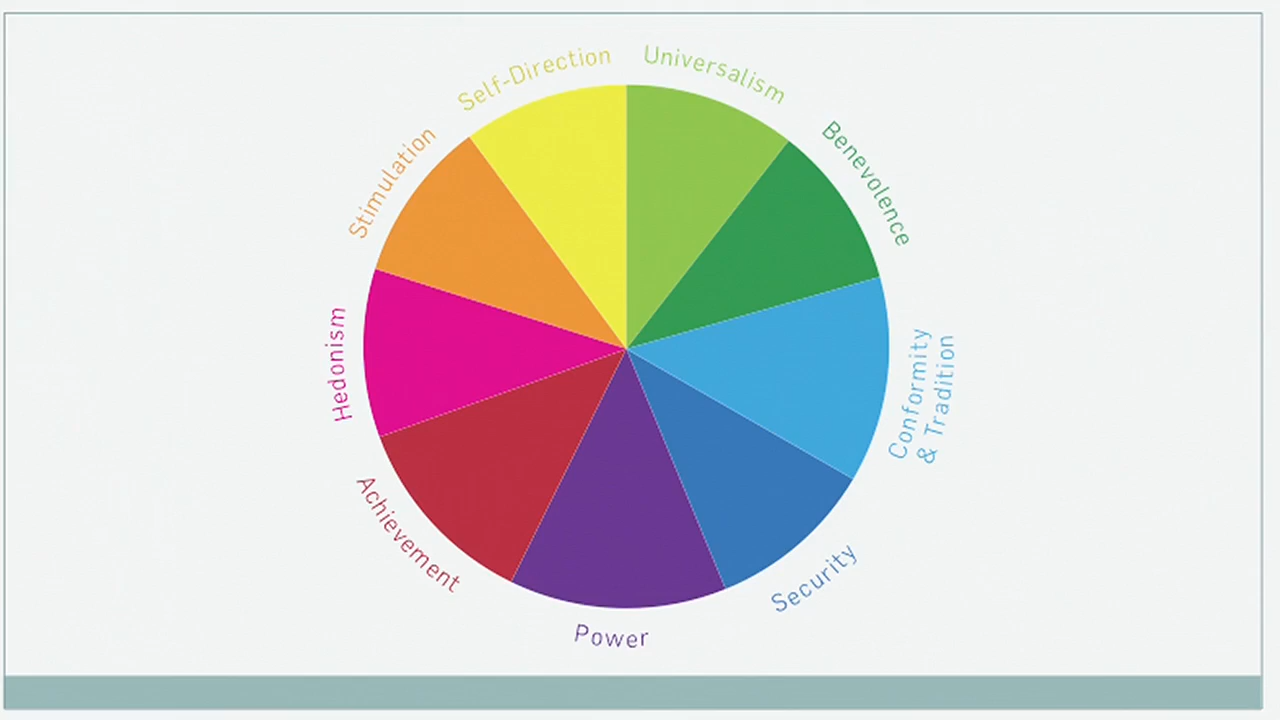 Self-Direction
Universalism
Benevolence
Conformity
& Tradition
Security
Power
Achievement
Hedonism
Stimulation